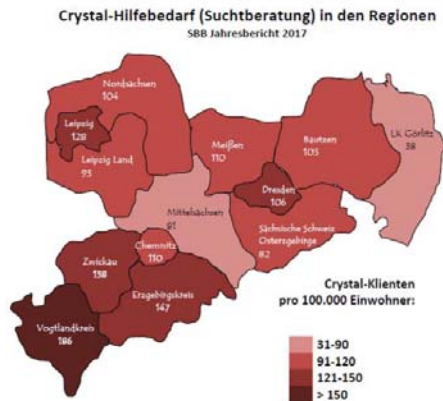 Crystal-Hilfebedarf (Suchtberatung) in den Regionen
SBB Jahresbericht 2017
Nordsachsen
104
Leipzig
128
Leipzig Land
93
Meißen
110
Bautzen
105
LK Görlitz
38
Dresden
106
Mittelsachsen
81
Chemnitz
110
Sächsische Schweiz
Osterzgebirge
82
Zwickau
138
Erzgebirgskreis
147
Vogtlandkreis
186
Crystal-Klienten
pro 100.000 Einwohner:
31-90
91-120
121-150
> 150